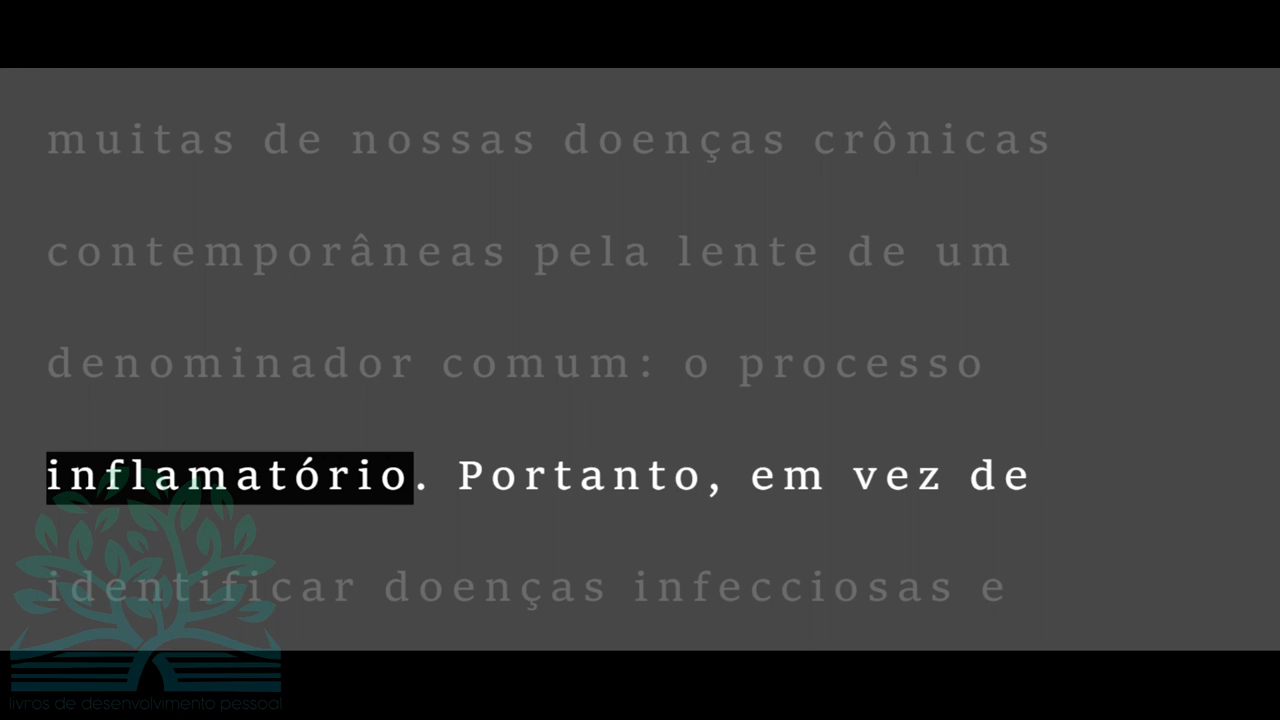 muitas de nossas doenças crônicas
contemporâneas pela lente de um
denominador comum: o processo
inflamatório. Portanto, em vez de
identificar doenças infecciosas e
livros de desenvolvimento pessoal